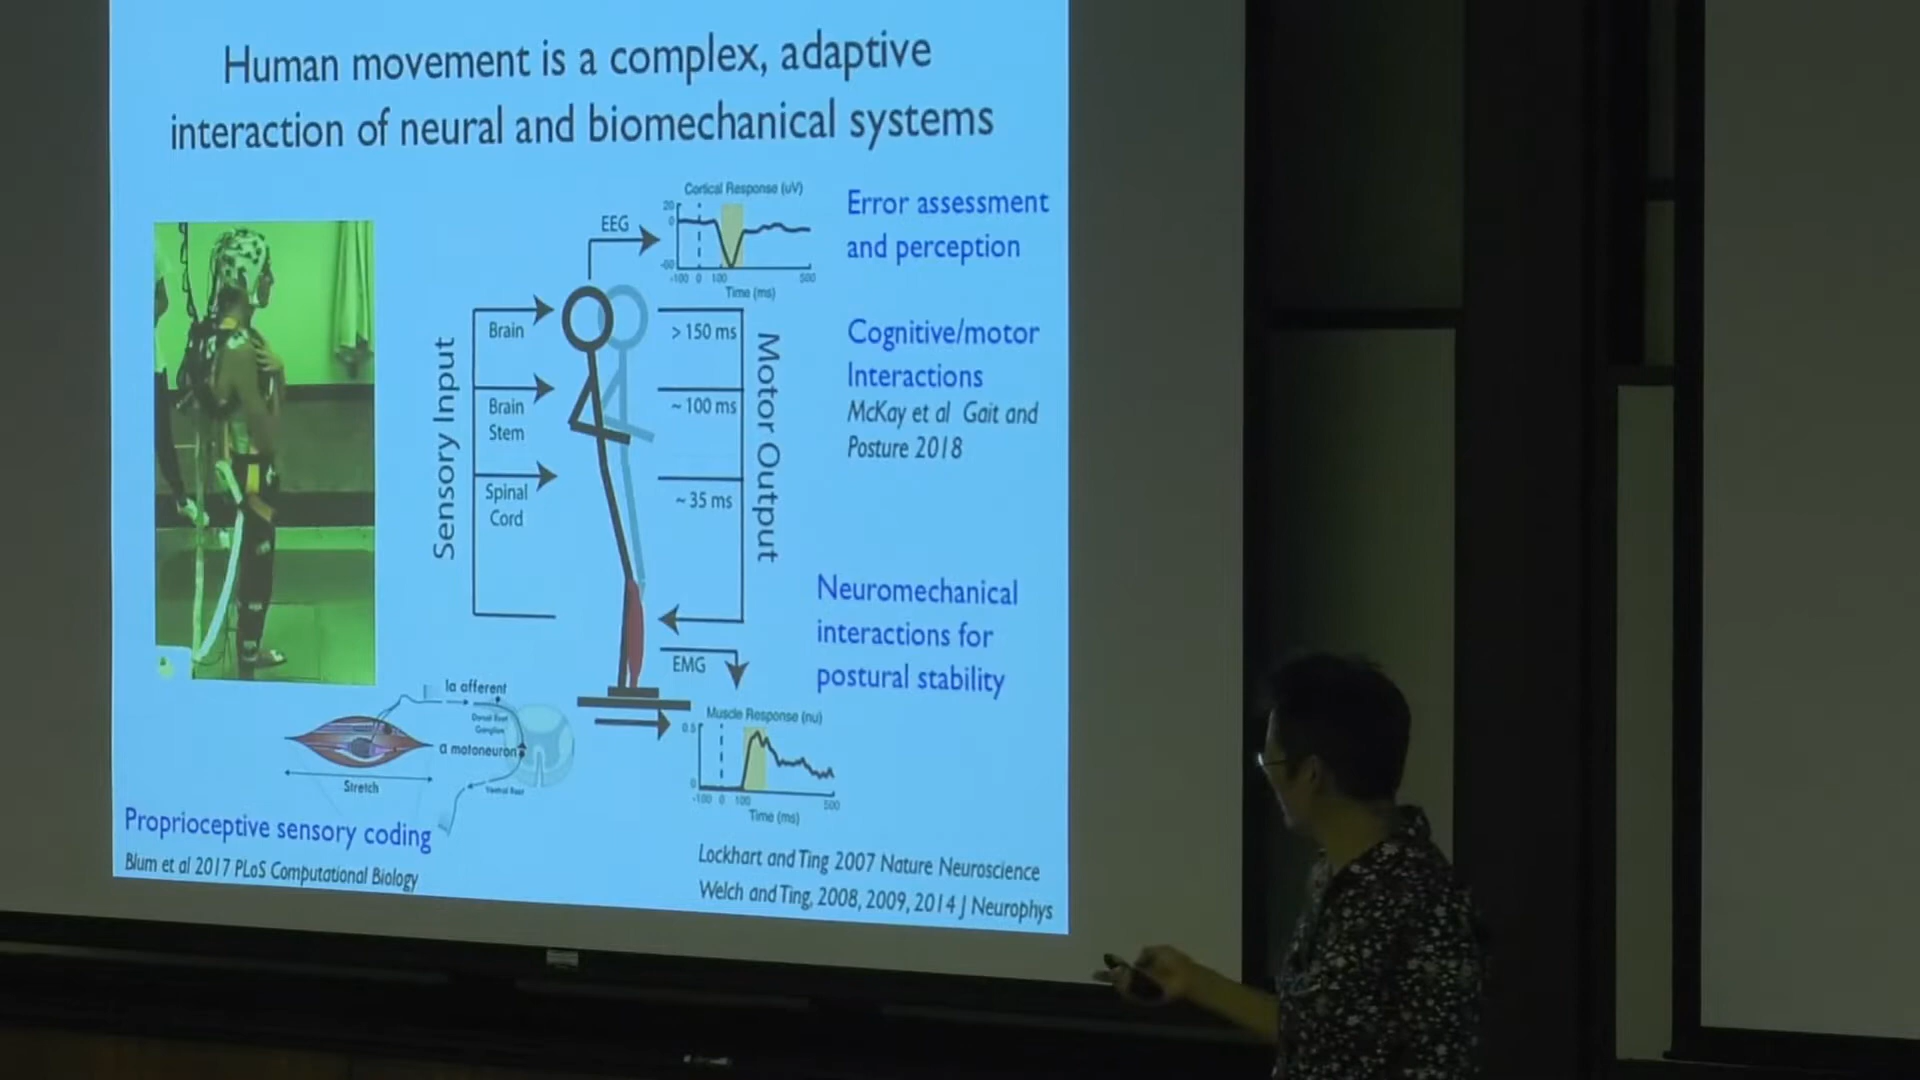 Human movement is a complex, adaptive
interaction of neural and biomechanical systems
Cortical Response (uV)
20
0
-60
-100 0 100 500
Time (ms)
EEG
Error assessment
and perception
Sensory Input
Brain
Brain
Stem
Spinal
Cord
> 150 ms
~ 100 ms
~ 35 ms
Motor Output
Cognitive/motor
Interactions
McKay et al Gait and
Posture 2018
Neuromechanical
interactions for
postural stability
EMG
Muscle Response (nu)
0.5
0
-100 0 100 500
Time (ms)
Ia afferent
Dorsal Root
Ganglion
α motoneuron
Ventral Root
Stretch
Proprioceptive sensory coding
Blum et al 2017 PLoS Computational Biology
Lockhart and Ting 2007 Nature Neuroscience
Welch and Ting, 2008, 2009, 2014 J Neurophys